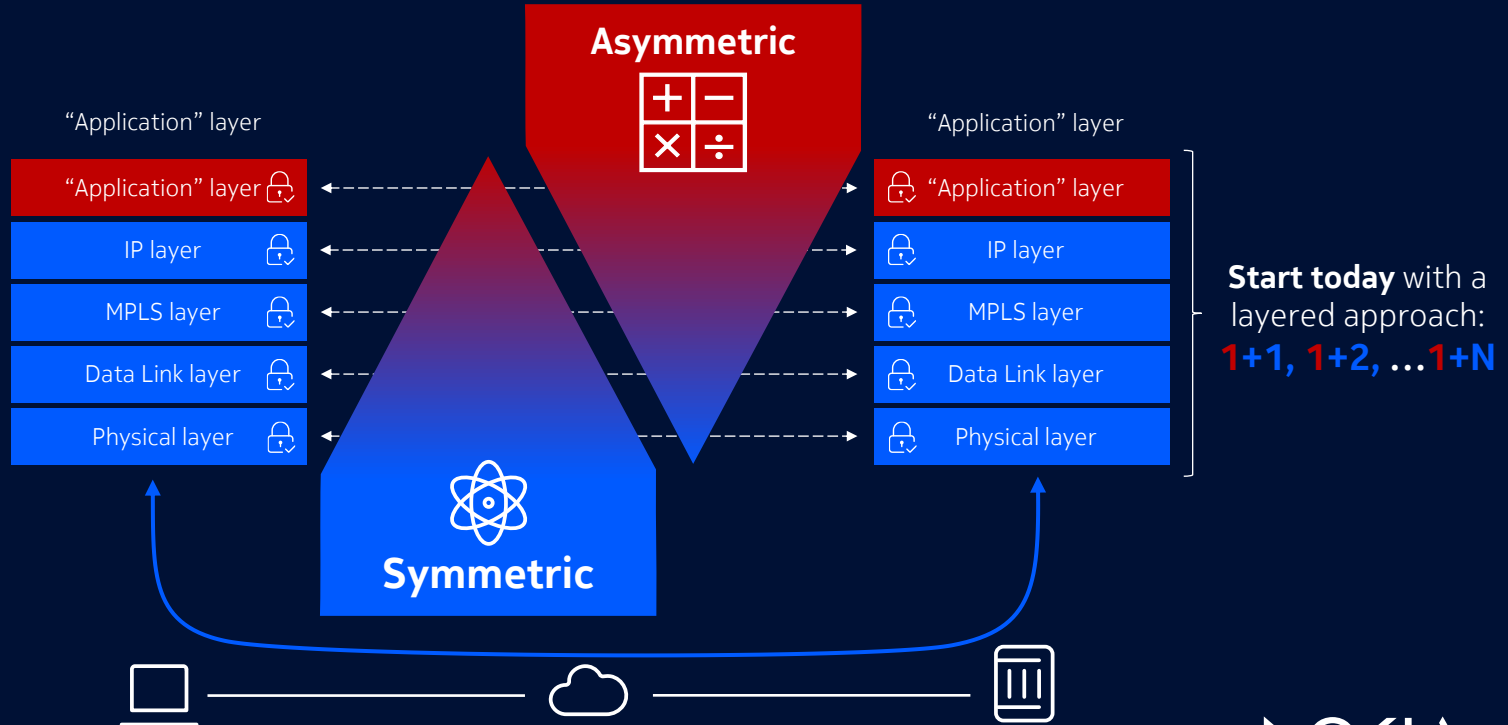 Asymmetric
“Application” layer
“Application” layer
“Application” layer
“Application” layer
IP layer
IP layer
MPLS layer
MPLS layer
Data Link layer
Data Link layer
Physical layer
Physical layer
Start today with a
layered approach:
1+1, 1+2, ...1+N
Symmetric